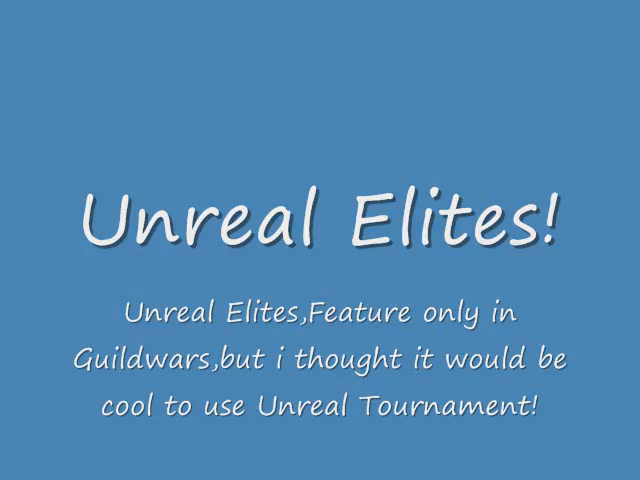 Unreal Elites!
Unreal Elites,Feature only in
Guildwars,but i thought it would be
cool to use Unreal Tournament!